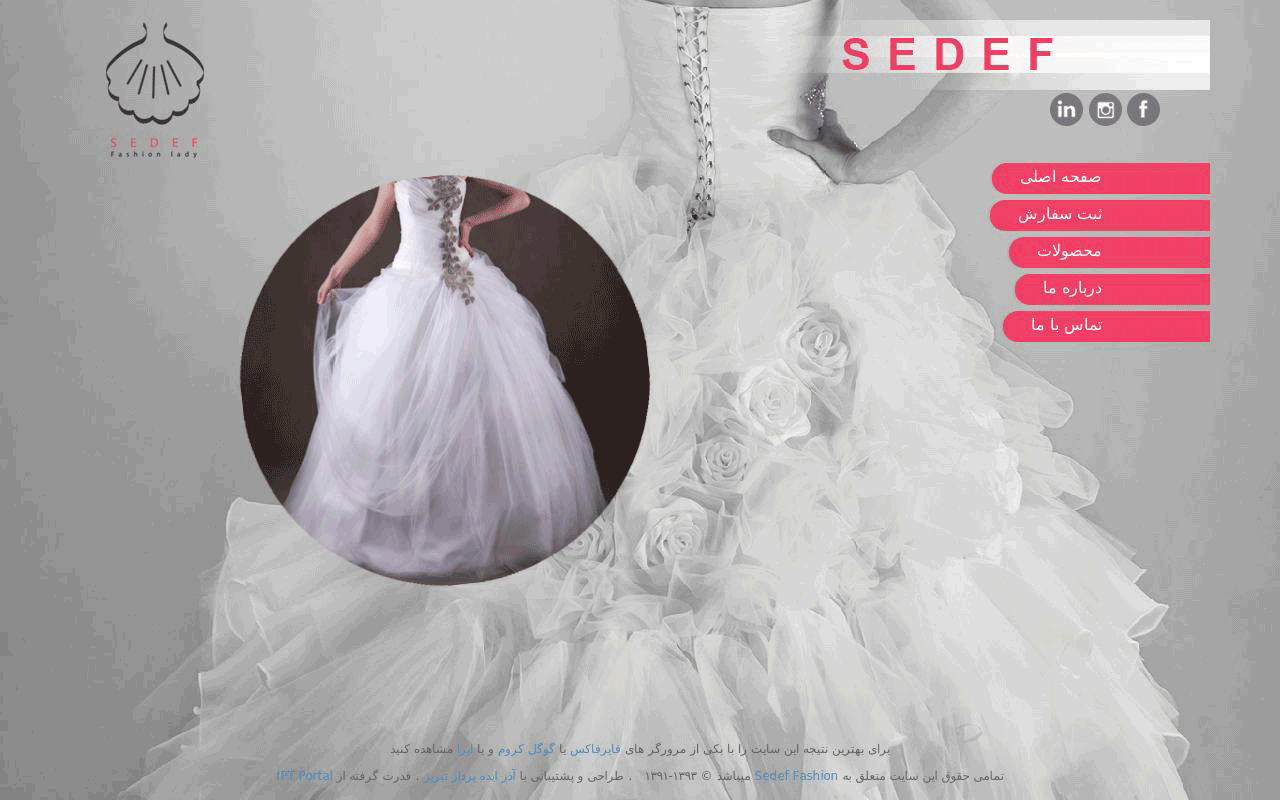 SEDEF
SEDEF
Fashion lady
صفحه اصلی
ثبت سفارش
محصولات
درباره ما
تماس با ما
برای بهترین نتیجه این سایت را با یکی از مرورگر های فایرفاکس یا گوگل کروم و یا اپرا مشاهده کنید
تمامی حقوق این سایت متعلق به Sedef Fashion میباشد © ۱۳۹۱-۱۳۹۳ . طراحی و پشتیبانی با آذر ایده پرداز تبریز . قدرت گرفته از IPT Portal